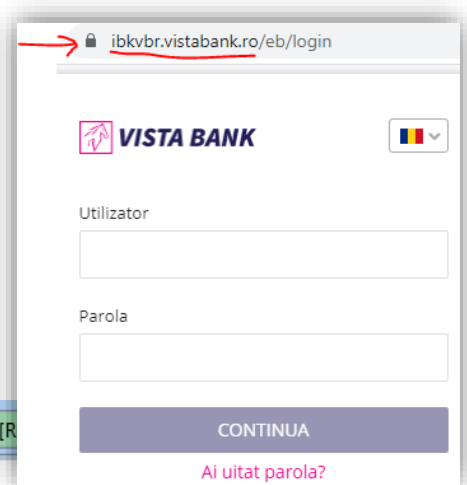 ibkvbr.vistabank.ro/eb/login
VISTA BANK
Utilizator
Parola
[R
CONTINUA
Ai uitat parola?